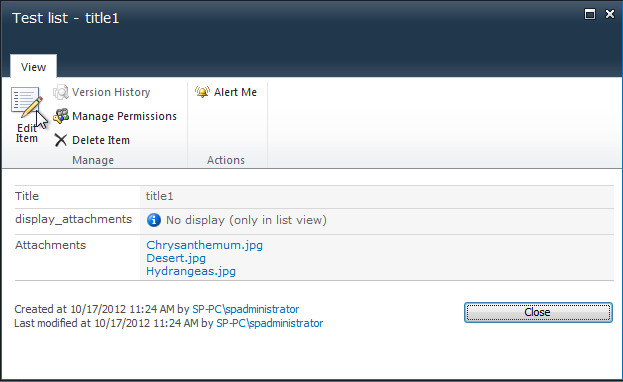 Test list - title1
View
Edit
Item
Version History
Manage Permissions
Delete Item
Manage
Alert Me
Actions
Title title1
display_attachments No display (only in list view)
Attachments Chrysanthemum.jpg
Desert.jpg
Hydrangeas.jpg
Created at 10/17/2012 11:24 AM by SP-PC\spadministrator
Last modified at 10/17/2012 11:24 AM by SP-PC\spadministrator
Close